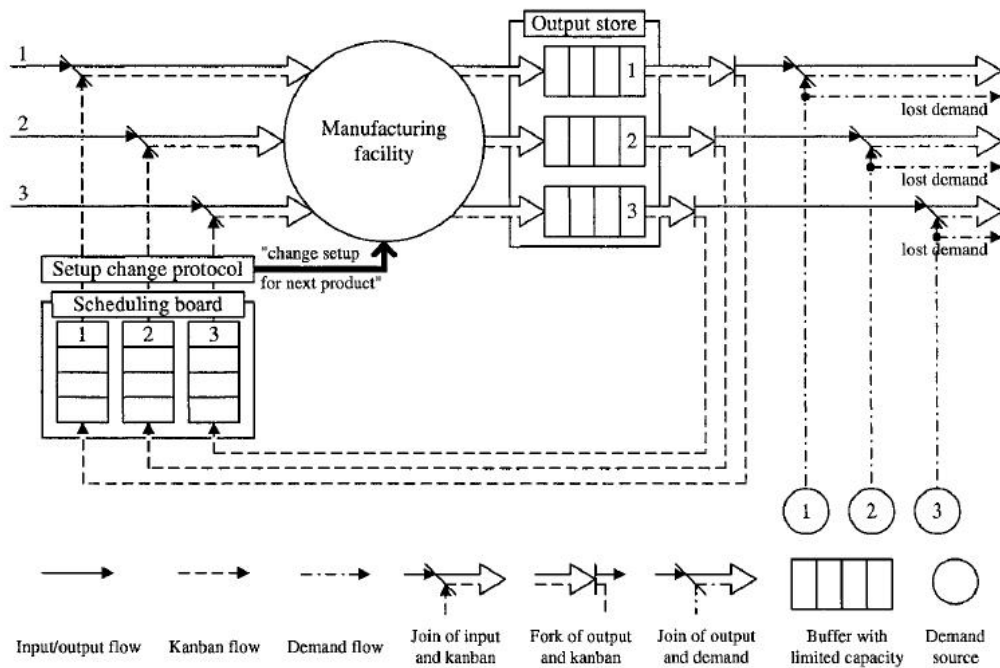 Output store
1
1
2
Manufacturing
facility
2
3
3
lost demand
lost demand
lost demand
"change setup
for next product"
Setup change protocol
Scheduling board
1 2 3
1 2 3
Input/output flow
Kanban flow
Demand flow
Join of input
and kanban
Fork of output
and kanban
Join of output
and demand
Buffer with
limited capacity
Demand
source